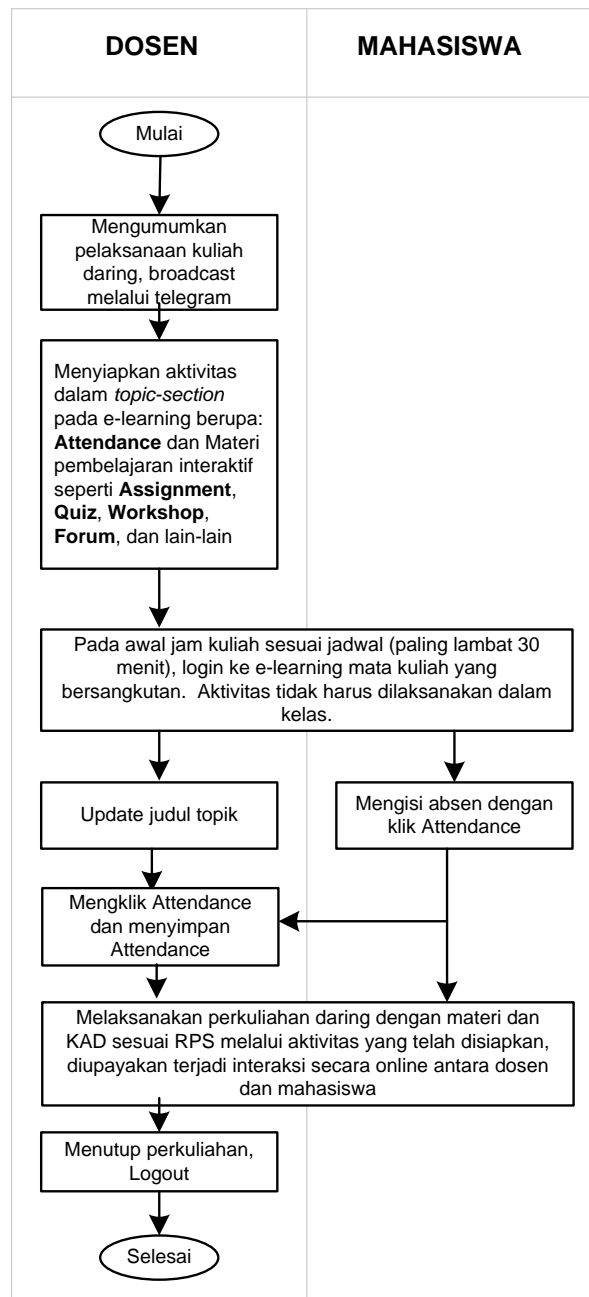 DOSEN
MAHASISWA
Mulai
Mengumumkan
pelaksanaan kuliah
daring, broadcast
melalui telegram
Menyiapkan aktivitas
dalam topic-section
pada e-learning berupa:
Attendance dan Materi
pembelajaran interaktif
seperti Assignment,
Quiz, Workshop,
Forum, dan lain-lain
Pada awal jam kuliah sesuai jadwal (paling lambat 30
menit), login ke e-learning mata kuliah yang
bersangkutan.  Aktivitas tidak harus dilaksanakan dalam
kelas.
Update judul topik
Mengisi absen dengan
klik Attendance
Mengklik Attendance
dan menyimpan
Attendance
Melaksanakan perkuliahan daring dengan materi dan
KAD sesuai RPS melalui aktivitas yang telah disiapkan,
diupayakan terjadi interaksi secara online antara dosen
dan mahasiswa
Menutup perkuliahan,
Logout
Selesai